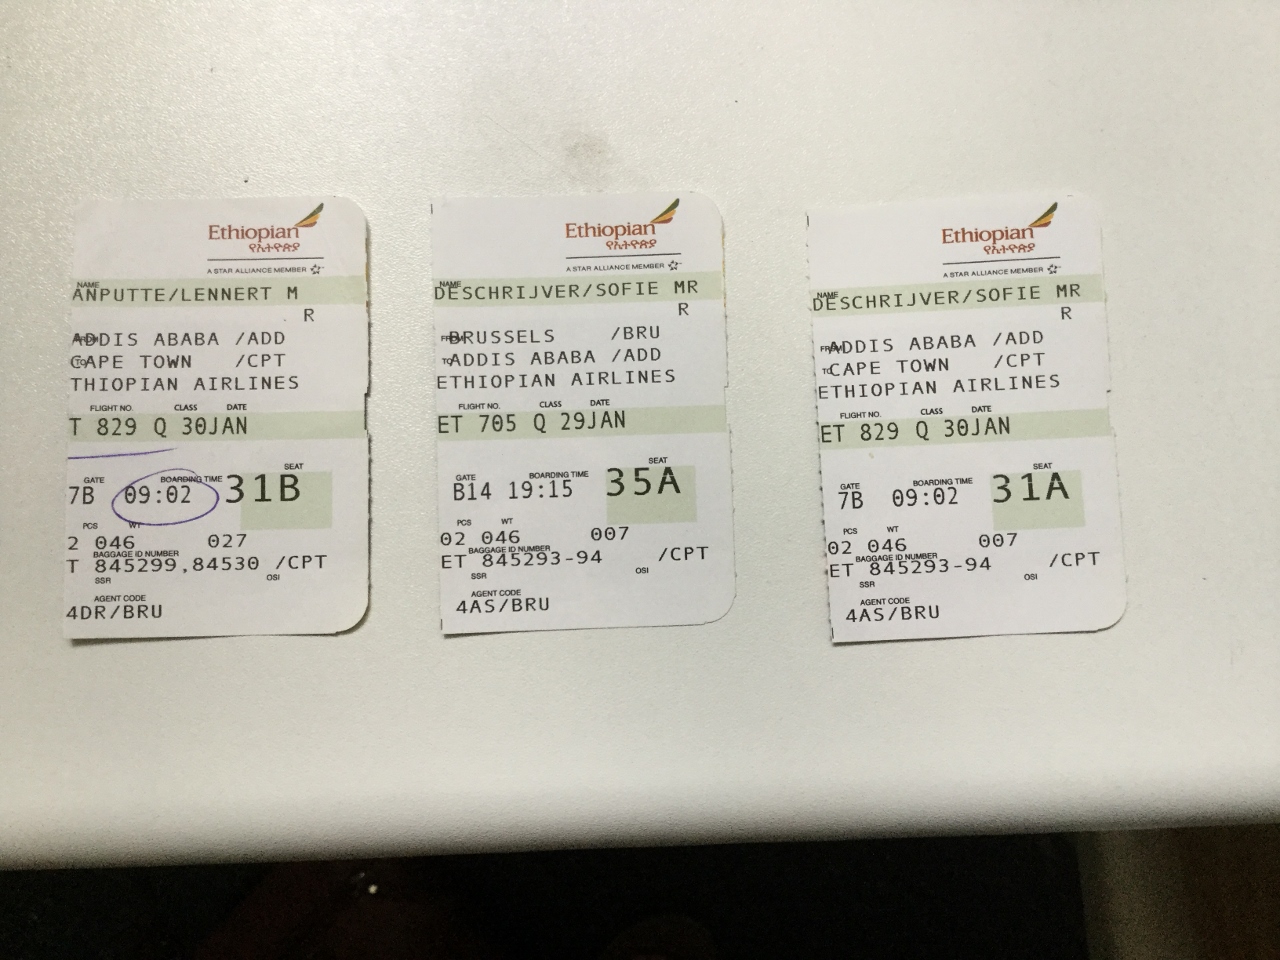 Ethiopian
የኢትዮጵያ
A STAR ALLIANCE MEMBER
NAME
ANPUTTE/LENNERT M
R
FROM ADDIS ABABA /ADD
TO CAPE TOWN /CPT
THIOPIAN AIRLINES
FLIGHT NO. CLASS DATE
T 829 Q 30JAN
GATE BOARDING TIME SEAT
7B 09:02 31B
PCS WT
2 046 027
BAGGAGE ID NUMBER
T 845299,84530 /CPT
SSR OSI
AGENT CODE
4DR/BRU
Ethiopian
የኢትዮጵያ
A STAR ALLIANCE MEMBER
NAME
DESCHRIJVER/SOFIE MR
R
FROM BRUSSELS /BRU
TO ADDIS ABABA /ADD
ETHIOPIAN AIRLINES
FLIGHT NO. CLASS DATE
ET 705 Q 29JAN
GATE BOARDING TIME SEAT
B14 19:15 35A
PCS WT
02 046 007
BAGGAGE ID NUMBER
ET 845293-94 /CPT
SSR OSI
AGENT CODE
4AS/BRU
Ethiopian
የኢትዮጵያ
A STAR ALLIANCE MEMBER
NAME
DESCHRIJVER/SOFIE MR
R
FROM ADDIS ABABA /ADD
TO CAPE TOWN /CPT
ETHIOPIAN AIRLINES
FLIGHT NO. CLASS DATE
ET 829 Q 30JAN
GATE BOARDING TIME SEAT
7B 09:02 31A
PCS WT
02 046 007
BAGGAGE ID NUMBER
ET 845293-94 /CPT
SSR OSI
AGENT CODE
4AS/BRU